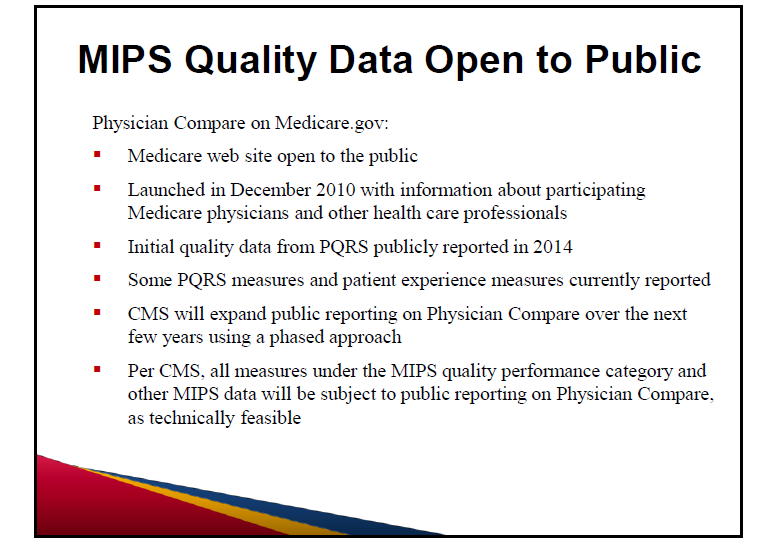 MIPS Quality Data Open to Public
Physician Compare on Medicare.gov:
▪ Medicare web site open to the public
▪ Launched in December 2010 with information about participating
Medicare physicians and other health care professionals
▪ Initial quality data from PQRS publicly reported in 2014
▪ Some PQRS measures and patient experience measures currently reported
▪ CMS will expand public reporting on Physician Compare over the next
few years using a phased approach
▪ Per CMS, all measures under the MIPS quality performance category and
other MIPS data will be subject to public reporting on Physician Compare,
as technically feasible